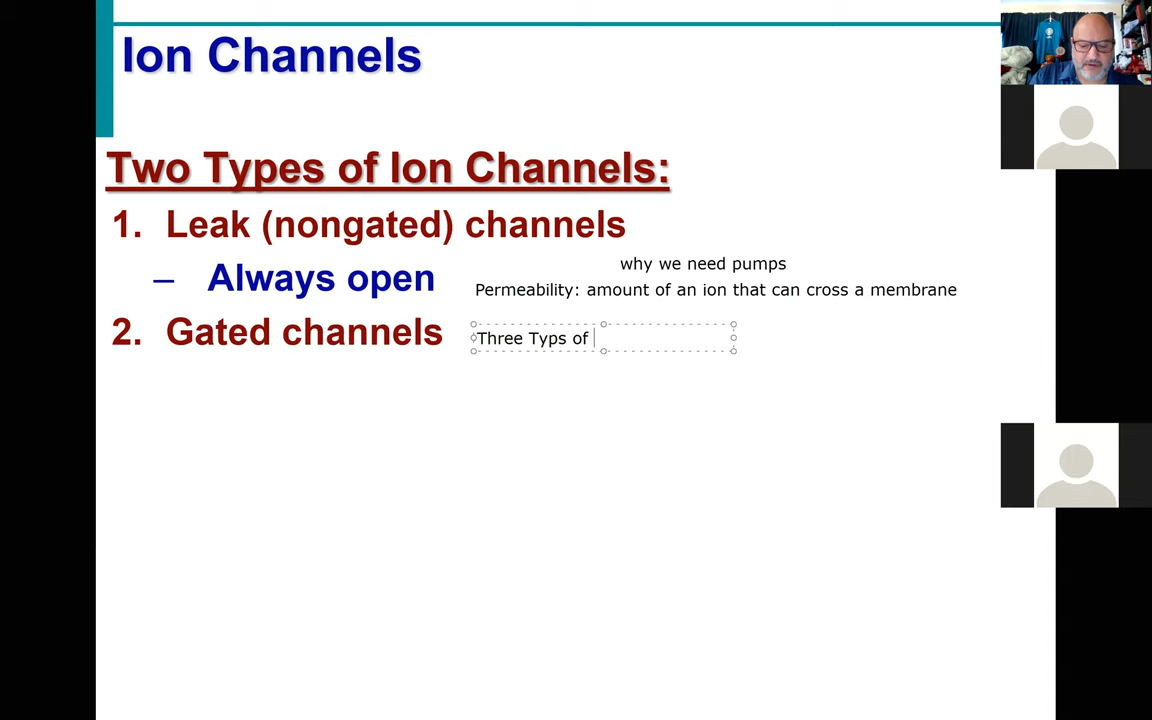 Ion Channels
Two Types of Ion Channels:
1. Leak (nongated) channels
– Always open
why we need pumps
Permeability: amount of an ion that can cross a membrane
2. Gated channels
Three Typs of